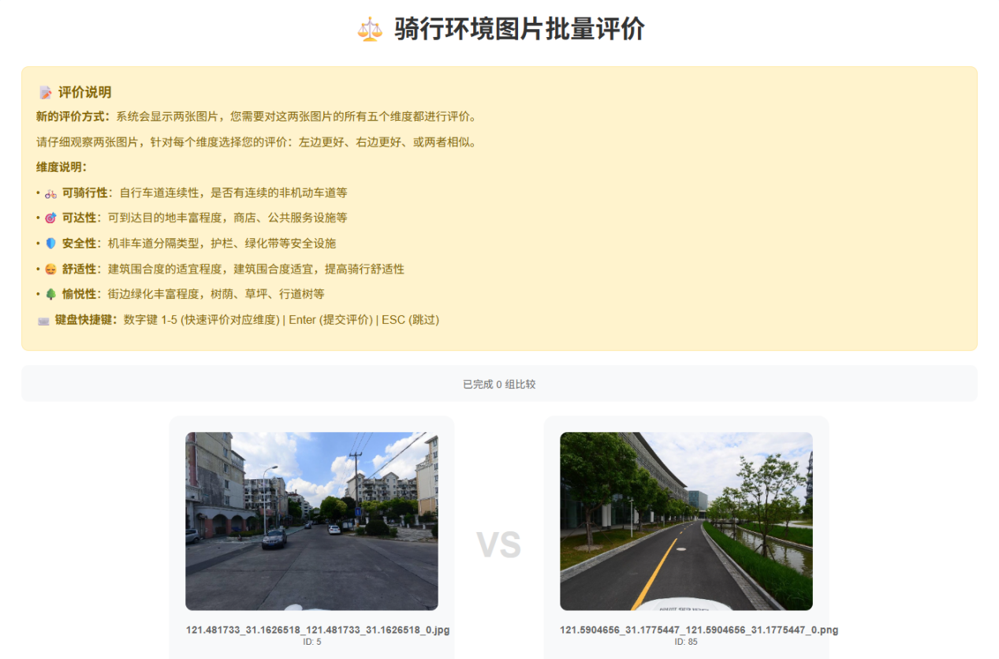 骑行环境图片批量评价
评价说明
新的评价方式：系统会显示两张图片，您需要对这两张图片的所有五个维度都进行评价。
请仔细观察两张图片，针对每个维度选择您的评价：左边更好、右边更好、或两者相似。
维度说明：
• 可骑行性：自行车道连续性，是否有连续的非机动车道等
• 可达性：可到达目的地丰富程度，商店、公共服务设施等
• 安全性：机非车道分隔类型，护栏、绿化带等安全设施
• 舒适性：建筑围合度的适宜程度，建筑围合度适宜，提高骑行舒适性
• 愉悦性：街边绿化丰富程度，树荫、草坪、行道树等
键盘快捷键：数字键 1-5 (快速评价对应维度) | Enter (提交评价) | ESC (跳过)
已完成 0 组比较
VS
121.481733_31.1626518_121.481733_31.1626518_0.jpg
ID: 5
121.5904656_31.1775447_121.5904656_31.1775447_0.png
ID: 85